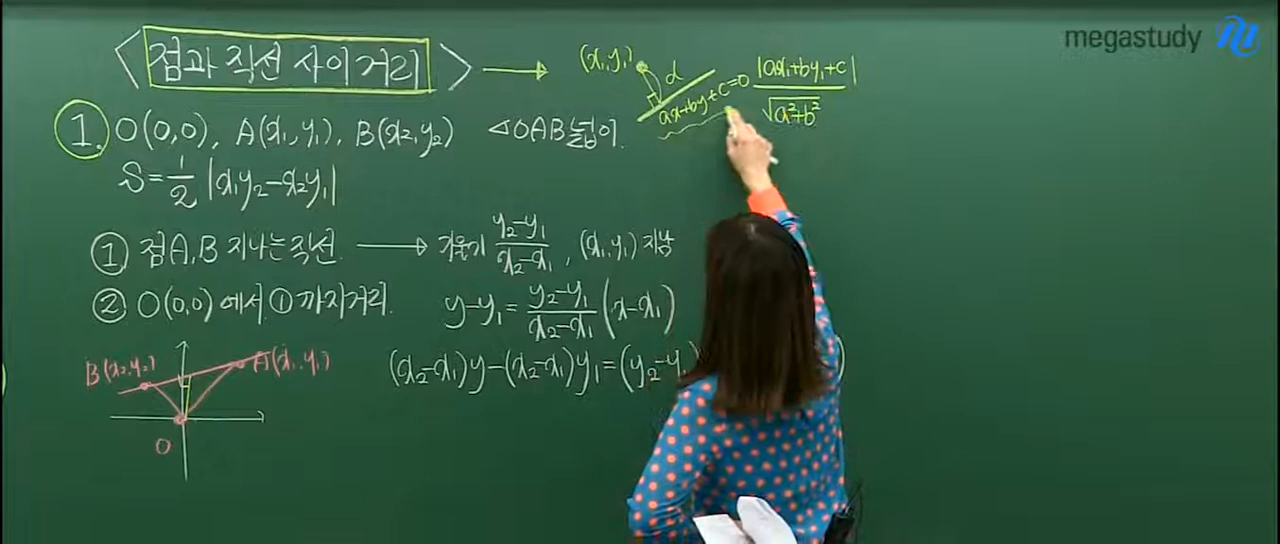 megastudy
<점과 직선 사이 거리> → (x₁,y₁) d ax+by+c=0 |ax₁+by₁+c| / √a²+b²
1. O(0,0), A(x₁,y₁), B(x₂,y₂) △OAB넓이.
S=1/2 |x₁y₂-x₂y₁|
① 점A,B 지나는직선. → 기울기 y₂-y₁/x₂-x₁, (x₁,y₁) 지남
② O(0,0)에서 ①까지거리. y-y₁=y₂-y₁/x₂-x₁(x-x₁)
(x₂-x₁)y-(x₂-x₁)y₁=(y₂-y₁ )
B(x₂,y₂) A(x₁,y₁)
O